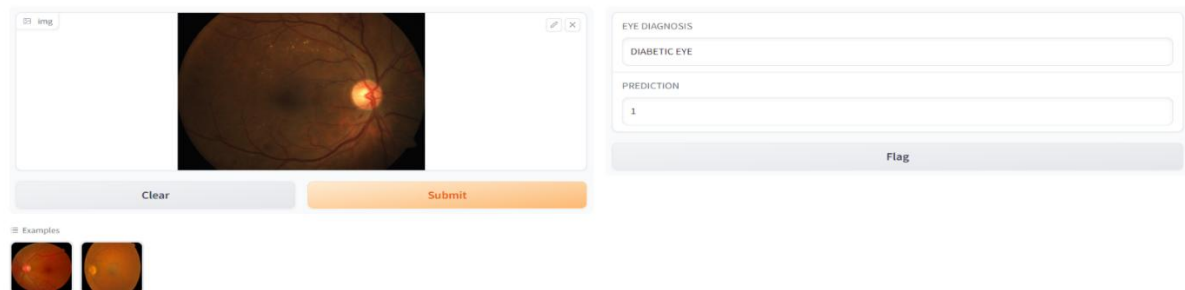 img
EYE DIAGNOSIS
DIABETIC EYE
PREDICTION
1
Flag
Clear
Submit
Examples